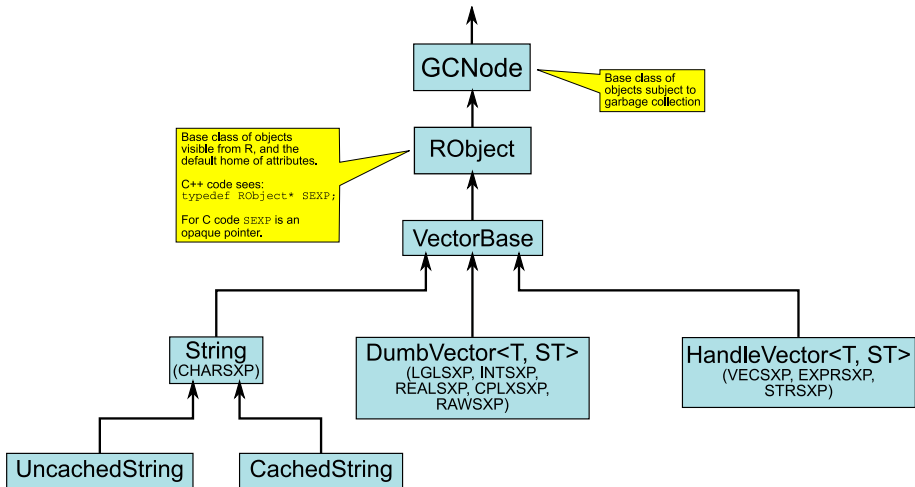 GCNode
Base class of
objects subject to
garbage collection
Base class of objects
visible from R, and the
default home of attributes.
C++ code sees:
typedef RObject* SEXP;
For C code SEXP is an
opaque pointer.
RObject
VectorBase
String
(CHARSXP)
DumbVector<T, ST>
(LGLSXP, INTSXP,
REALSXP, CPLXSXP,
RAWSXP)
HandleVector<T, ST>
(VECSXP, EXPRSXP,
STRSXP)
UncachedString
CachedString